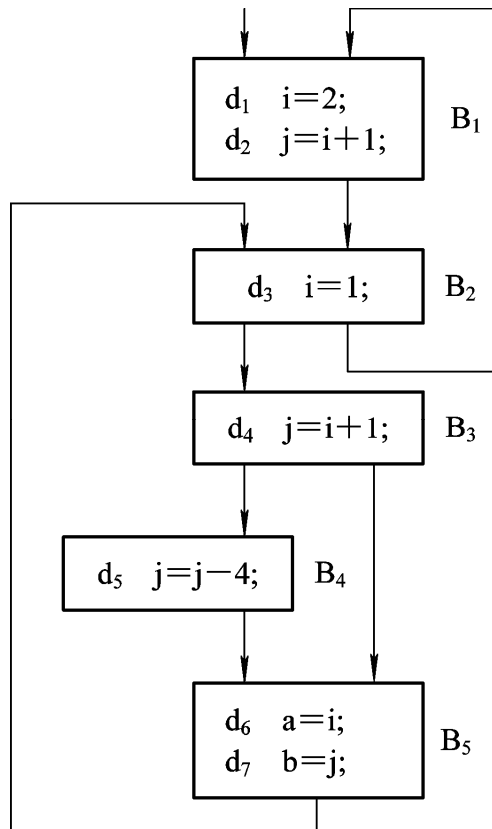 d₁ i=2;
d₂ j=i+1;
B₁
d₃ i=1;
B₂
d₄ j=i+1;
B₃
d₅ j=j−4;
B₄
d₆ a=i;
d₇ b=j;
B₅